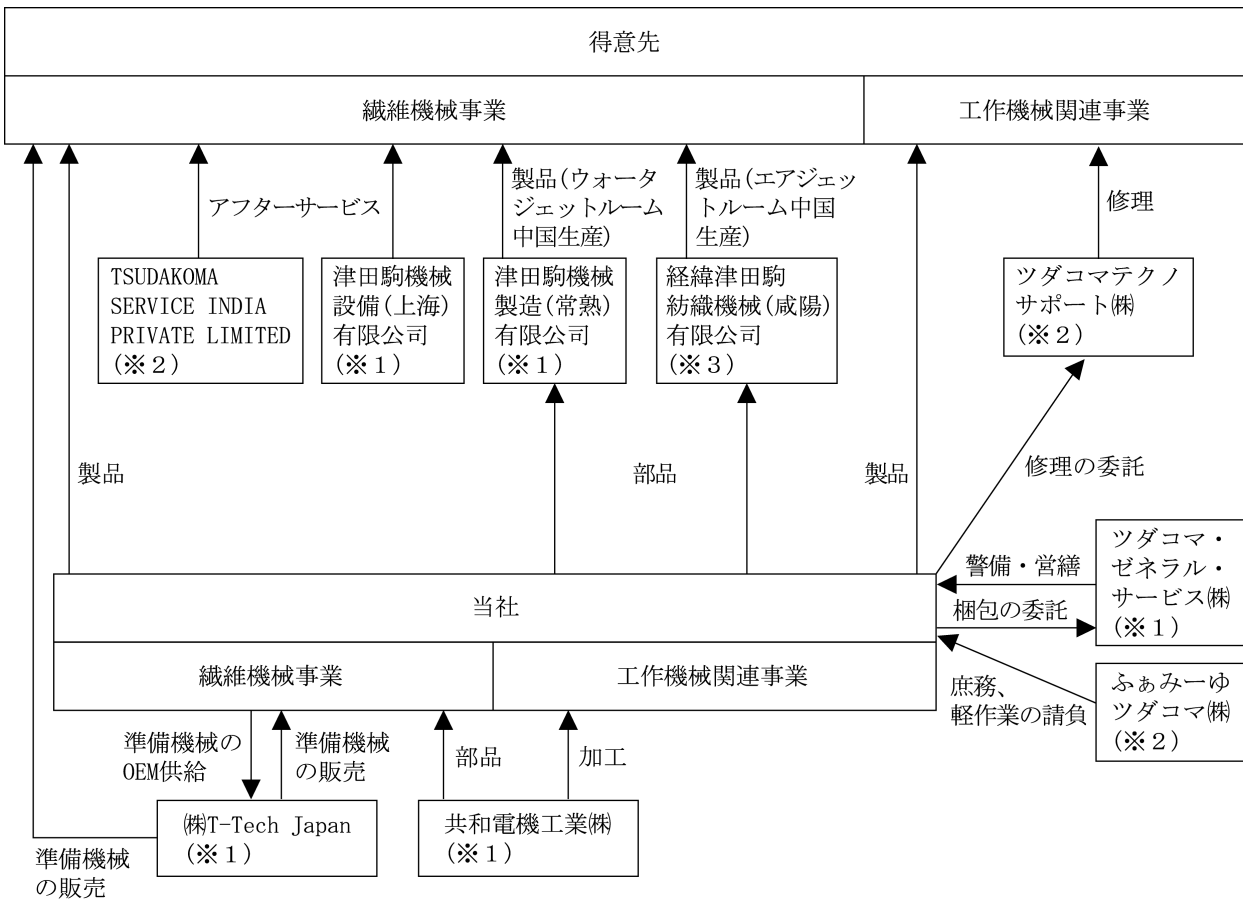 得意先
繊維機械事業
工作機械関連事業
アフターサービス
製品(ウォータ
ジェットルーム
中国生産)
製品(エアジェッ
トルーム中国
生産)
修理
TSUDAKOMA
SERVICE INDIA
PRIVATE LIMITED
(※２)
津田駒機械
設備(上海)
有限公司
(※１)
津田駒機械
製造(常熟)
有限公司
(※１)
経緯津田駒
紡織機械(咸陽)
有限公司
(※３)
ツダコマテクノ
サポート㈱
(※２)
製品
部品
製品
修理の委託
ツダコマ・
ゼネラル・
サービス㈱
(※１)
警備・営繕
梱包の委託
当社
繊維機械事業
工作機械関連事業
庶務、
軽作業の請負
ふぁみーゆ
ツダコマ㈱
(※２)
準備機械の
OEM供給
準備機械
の販売
部品
加工
㈱T-Tech Japan
(※１)
共和電機工業㈱
(※１)
準備機械
の販売